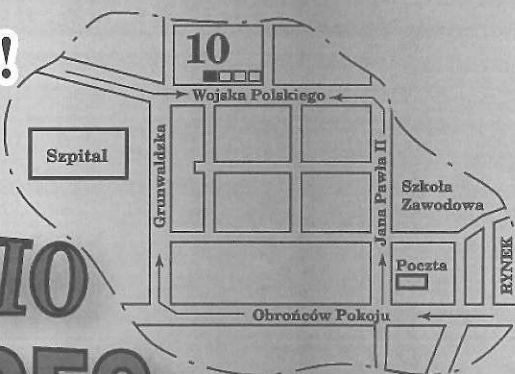 !
10
Wojska Polskiego
Szpital
Grunwaldzka
Jana Pawła II
Szkoła
Zawodowa
Poczta
RYNEK
Obrońców Pokoju